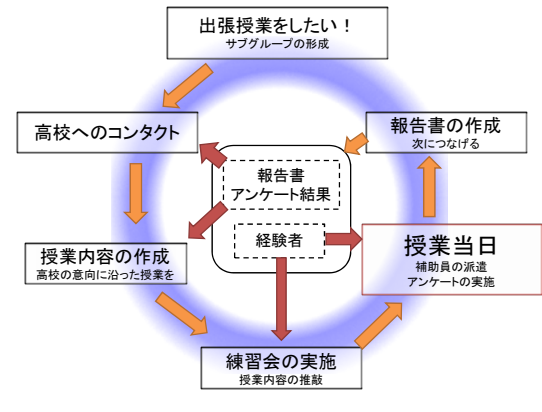 出張授業をしたい！
サブグループの形成
高校へのコンタクト
報告書の作成
次につなげる
報告書
アンケート結果
経験者
授業内容の作成
高校の意向に沿った授業を
授業当日
補助員の派遣
アンケートの実施
練習会の実施
授業内容の推敲